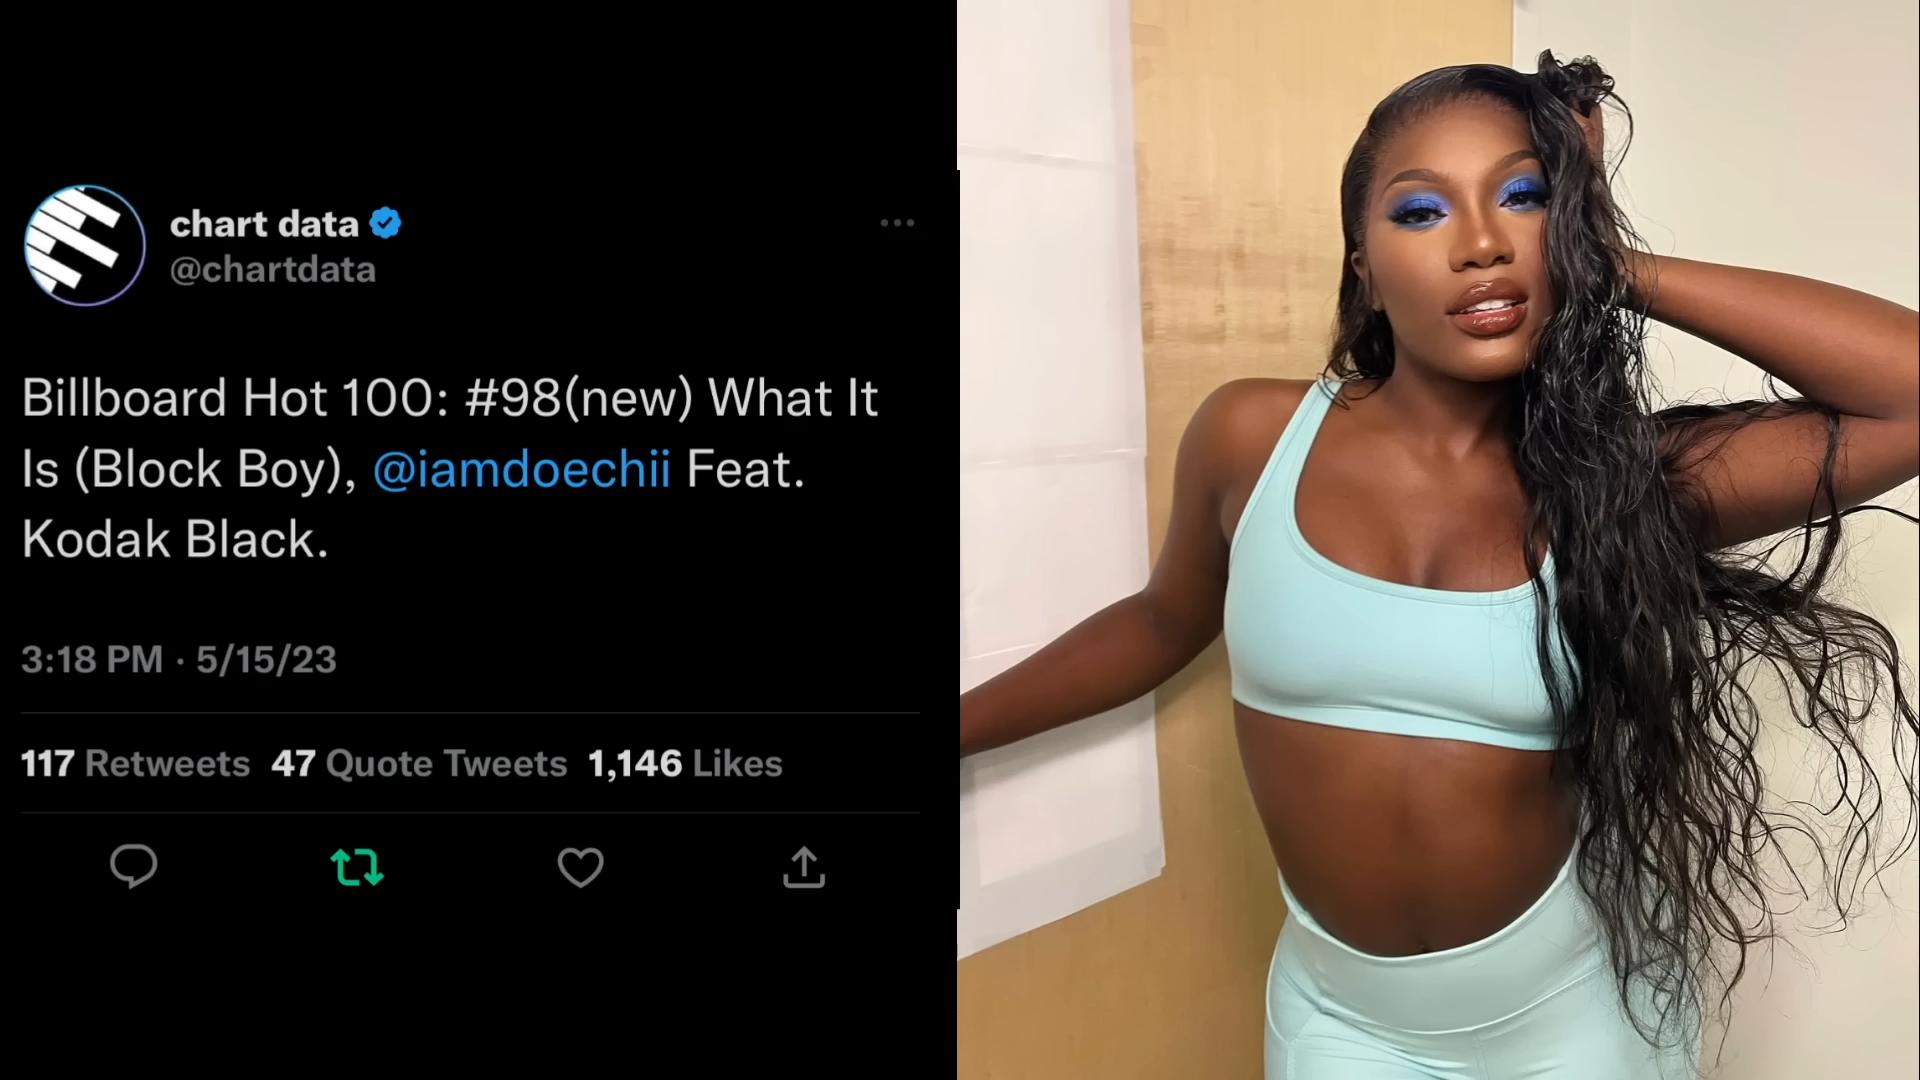 chart data
@chartdata
Billboard Hot 100: #98(new) What It
Is (Block Boy), @iamdoechii Feat.
Kodak Black.
3:18 PM · 5/15/23
117 Retweets 47 Quote Tweets 1,146 Likes